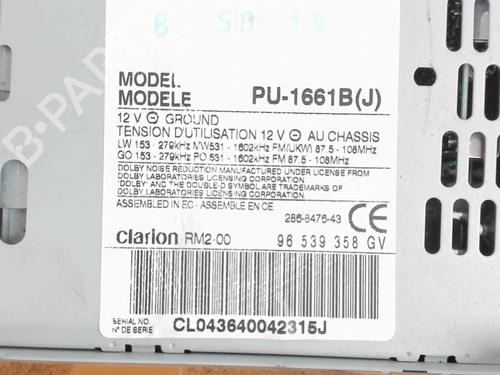 B SD 19
MODEL
MODELE PU-1661B(J)
12 V ⊖ GROUND
TENSION D'UTILISATION 12 V ⊖ AU CHASSIS
LW 153 - 279kHz MW531 - 1602kHz FM(UKW) 87.5 - 108MHz
GO 153 - 279kHz PO 531 - 1602kHz FM 87.5 - 108MHz
DOLBY NOISE REDUCTION MANUFACTURED UNDER LICENSE FROM
DOLBY LABORATORIES LICENSING CORPORATION.
"DOLBY" AND THE DOUBLE-D SYMBOL ARE TRADEMARKS OF
DOLBY LABORATORIES LICENSING CORPORATION.
ASSEMBLED IN EC - ASSEMBLE EN CE
286-8476-43 CE
Clarion RM2-00 96 539 358 GV
SERIAL NO.
N° DE SERIE CL043640042315J